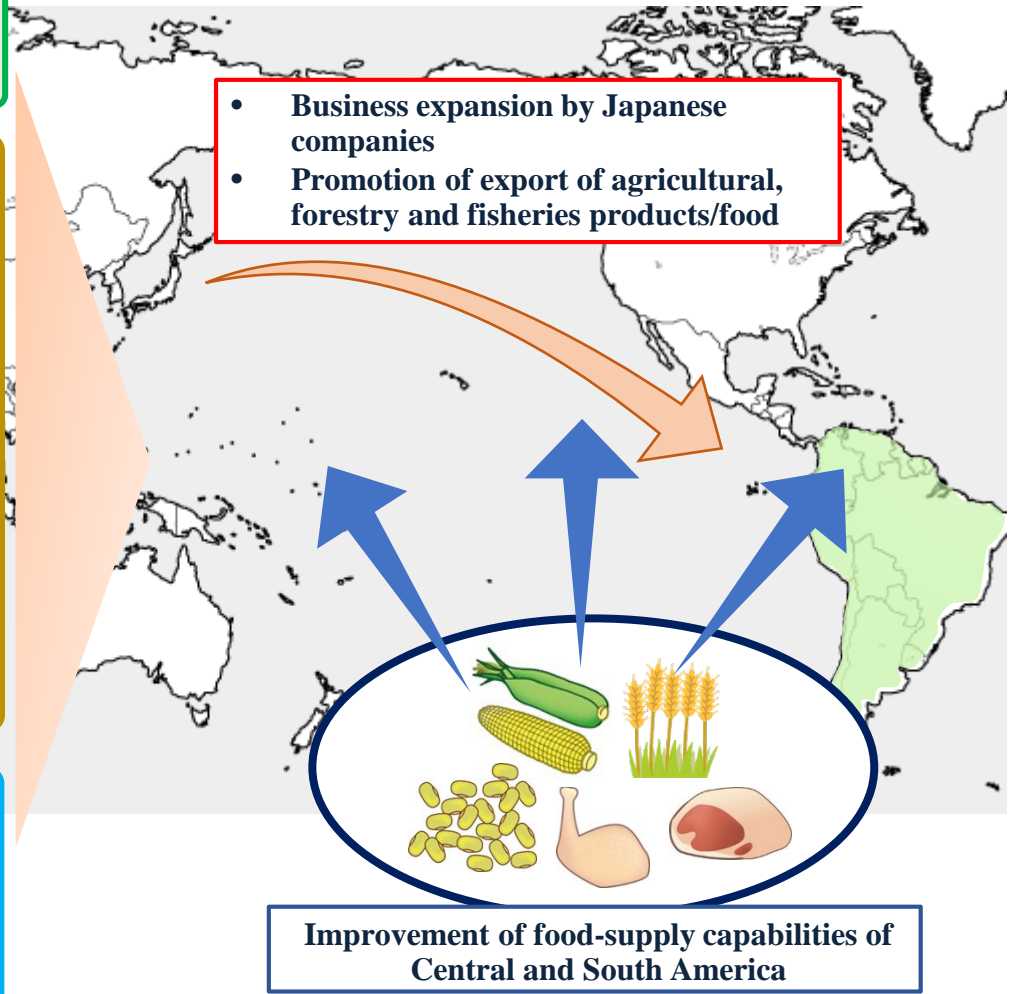 • Business expansion by Japanese
companies
• Promotion of export of agricultural,
forestry and fisheries products/food
Improvement of food-supply capabilities of
Central and South America